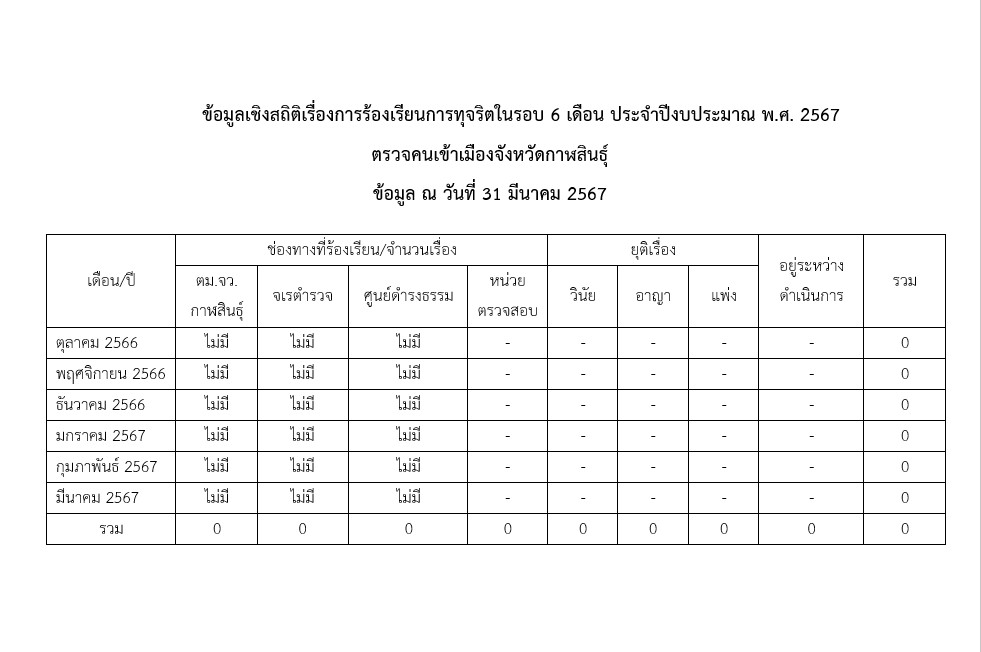 ข้อมูลเชิงสถิติเรื่องการร้องเรียนการทุจริตในรอบ 6 เดือน ประจำปีงบประมาณ พ.ศ. 2567
ตรวจคนเข้าเมืองจังหวัดกาฬสินธุ์
ข้อมูล ณ วันที่ 31 มีนาคม 2567
เดือน/ปี ช่องทางที่ร้องเรียน/จำนวนเรื่อง ยุติเรื่อง อยู่ระหว่าง ดำเนินการ รวม
ตม.จว. กาฬสินธุ์ จเรตำรวจ ศูนย์ดำรงธรรม หน่วย ตรวจสอบ วินัย อาญา แพ่ง
ตุลาคม 2566 ไม่มี ไม่มี ไม่มี - - - - - 0
พฤศจิกายน 2566 ไม่มี ไม่มี ไม่มี - - - - - 0
ธันวาคม 2566 ไม่มี ไม่มี ไม่มี - - - - - 0
มกราคม 2567 ไม่มี ไม่มี ไม่มี - - - - - 0
กุมภาพันธ์ 2567 ไม่มี ไม่มี ไม่มี - - - - - 0
มีนาคม 2567 ไม่มี ไม่มี ไม่มี - - - - - 0
รวม 0 0 0 0 0 0 0 0 0